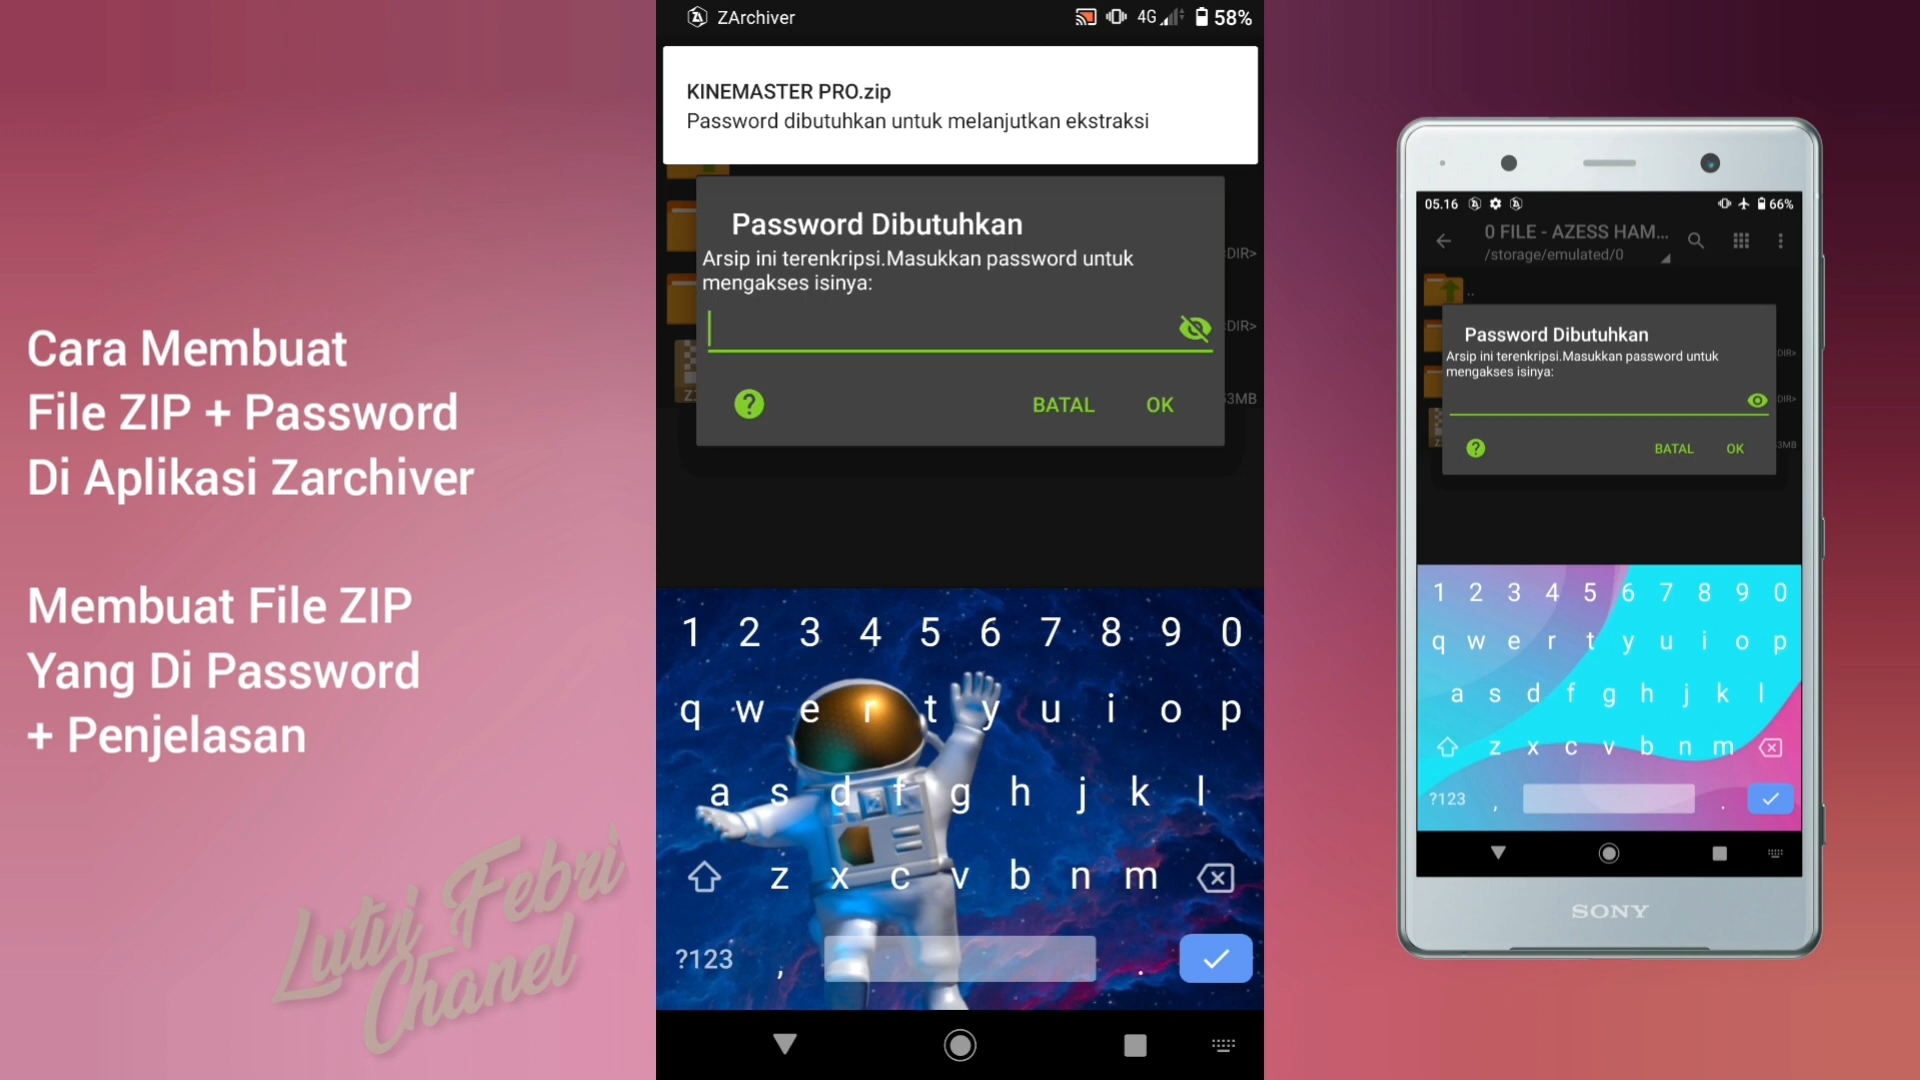 Cara Membuat
File ZIP + Password
Di Aplikasi Zarchiver
Membuat File ZIP
Yang Di Password
+ Penjelasan
Lutvi Febri
Chanel
ZArchiver
4G
58%
KINEMASTER PRO.zip
Password dibutuhkan untuk melanjutkan ekstraksi
Password Dibutuhkan
Arsip ini terenkripsi.Masukkan password untuk
mengakses isinya:
DIR>
DIR>
3MB
BATAL OK
1 2 3 4 5 6 7 8 9 0
q w e r t y u i o p
a s d f g h j k l
z x c v b n m
?123 , .
05.16
66%
0 FILE - AZESS HAM...
/storage/emulated/0
..
Password Dibutuhkan
Arsip ini terenkripsi.Masukkan password untuk
mengakses isinya:
DIR>
DIR>
3MB
BATAL OK
1 2 3 4 5 6 7 8 9 0
q w e r t y u i o p
a s d f g h j k l
z x c v b n m
?123 , .
SONY